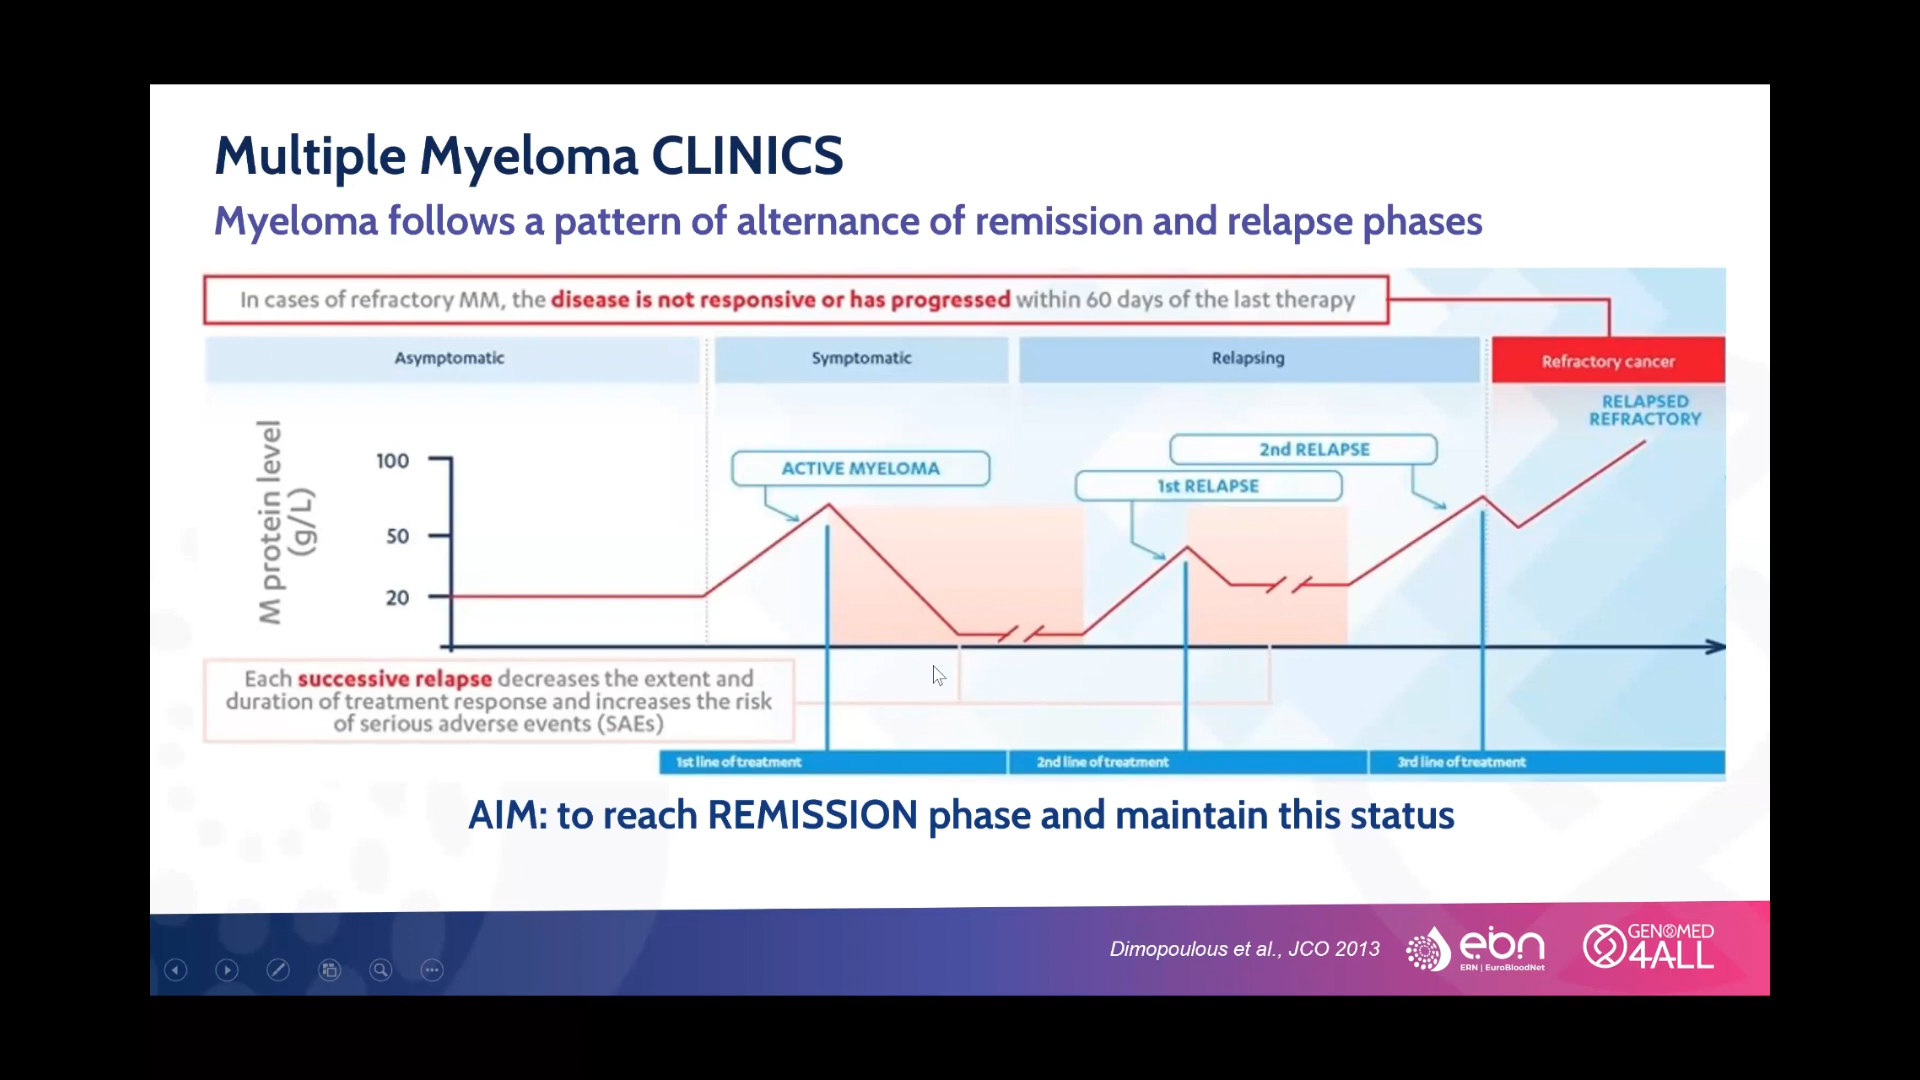 Multiple Myeloma CLINICS
Myeloma follows a pattern of alternance of remission and relapse phases
In cases of refractory MM, the disease is not responsive or has progressed within 60 days of the last therapy
Asymptomatic
Symptomatic
Relapsing
Refractory cancer
RELAPSED
REFRACTORY
M protein level
(g/L)
100
50
20
ACTIVE MYELOMA
1st RELAPSE
2nd RELAPSE
Each successive relapse decreases the extent and
duration of treatment response and increases the risk
of serious adverse events (SAEs)
1st line of treatment
2nd line of treatment
3rd line of treatment
AIM: to reach REMISSION phase and maintain this status
Dimopoulous et al., JCO 2013
ebn
ERN | EuroBloodNet
GENOMED
4ALL